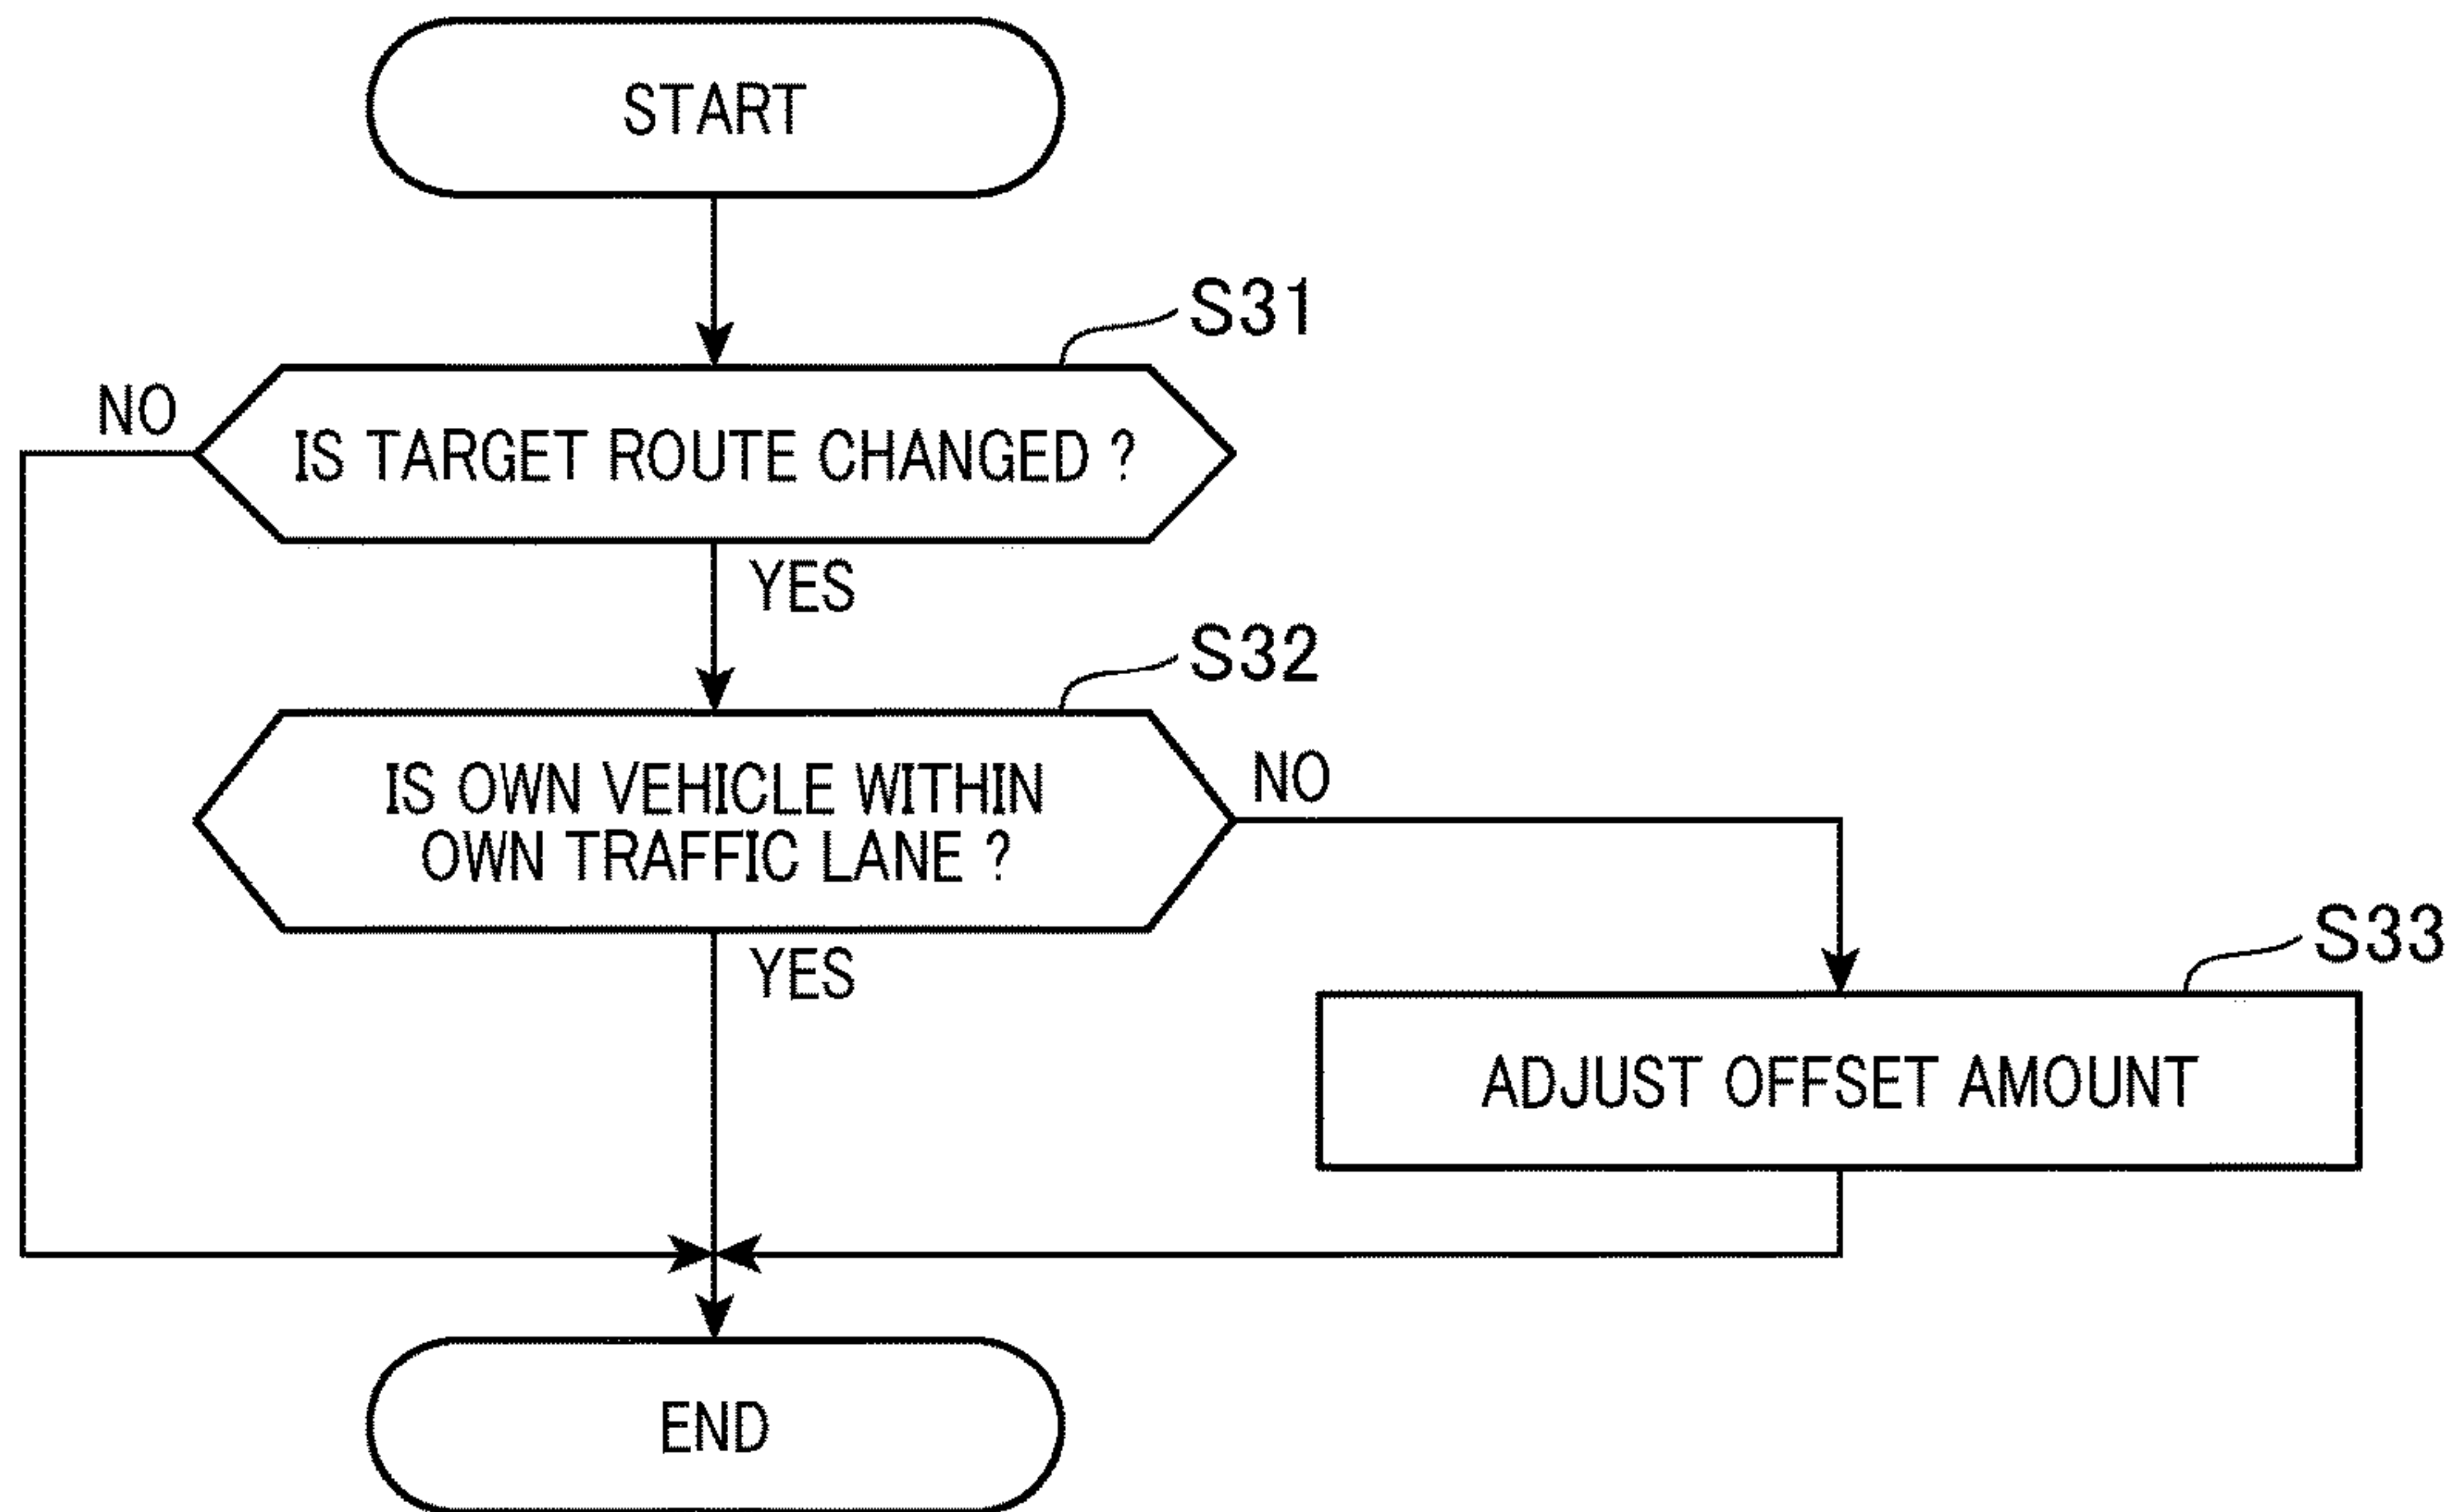 START
S31
NO
IS TARGET ROUTE CHANGED ?
YES
S32
IS OWN VEHICLE WITHIN
OWN TRAFFIC LANE ?
NO
YES
S33
ADJUST OFFSET AMOUNT
END